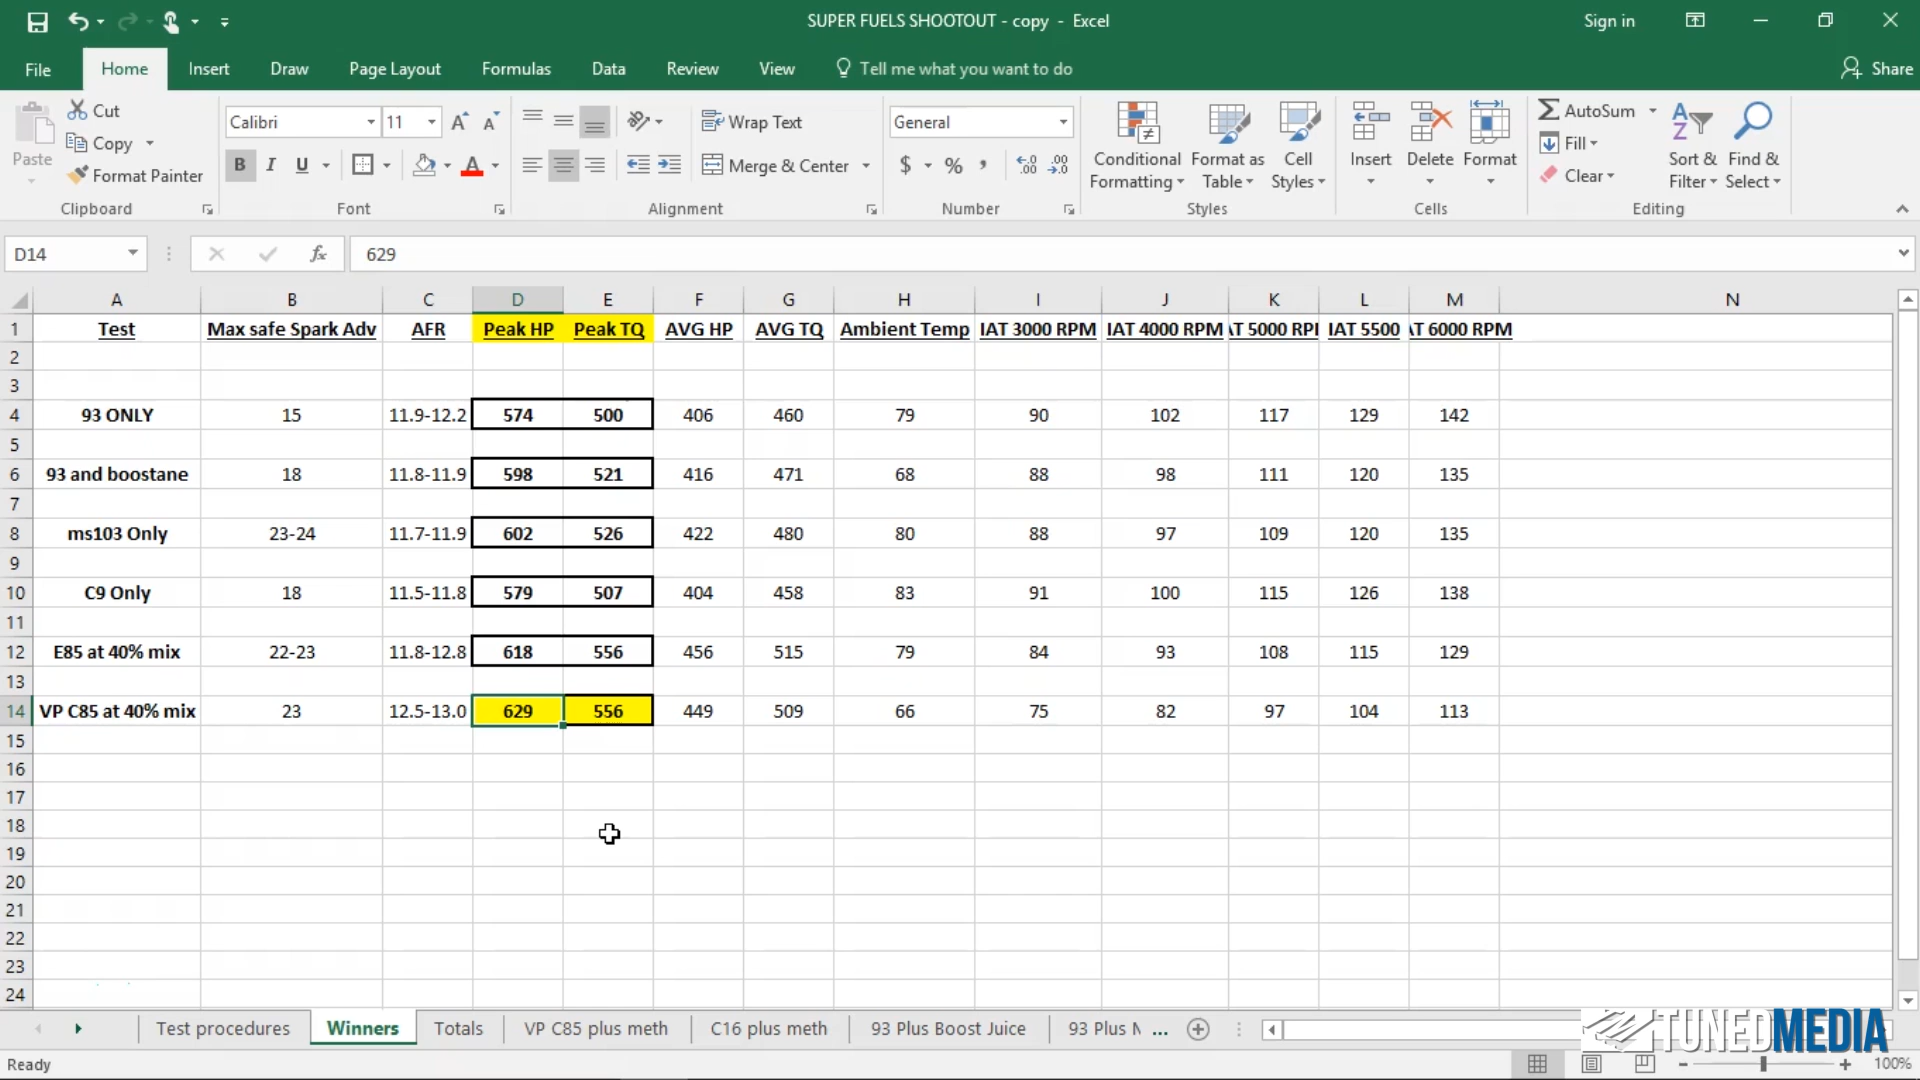 SUPER FUELS SHOOTOUT - copy - Excel
Sign in
File Home Insert Draw Page Layout Formulas Data Review View Tell me what you want to do Share
Paste
Cut
Copy
Format Painter
Clipboard
Calibri 11
B I U
Font
Wrap Text
Merge & Center
Alignment
General
$ % ,
Number
Conditional Formatting
Format as Table
Cell Styles
Styles
Insert Delete Format
Cells
AutoSum
Fill
Clear
Sort & Filter
Find & Select
Editing
D14 fx 629
A B C D E F G H I J K L M N
1 Test Max safe Spark Adv AFR Peak HP Peak TQ AVG HP AVG TQ Ambient Temp IAT 3000 RPM IAT 4000 RPM T 5000 RPI IAT 5500 T 6000 RPM
2
3
4 93 ONLY 15 11.9-12.2 574 500 406 460 79 90 102 117 129 142
5
6 93 and boostane 18 11.8-11.9 598 521 416 471 68 88 98 111 120 135
7
8 ms103 Only 23-24 11.7-11.9 602 526 422 480 80 88 97 109 120 135
9
10 C9 Only 18 11.5-11.8 579 507 404 458 83 91 100 115 126 138
11
12 E85 at 40% mix 22-23 11.8-12.8 618 556 456 515 79 84 93 108 115 129
13
14 VP C85 at 40% mix 23 12.5-13.0 629 556 449 509 66 75 82 97 104 113
15
16
17
18
19
20
21
22
23
24
Test procedures Winners Totals VP C85 plus meth C16 plus meth 93 Plus Boost Juice 93 Plus N ...
TUNEDMEDIA
Ready 100%